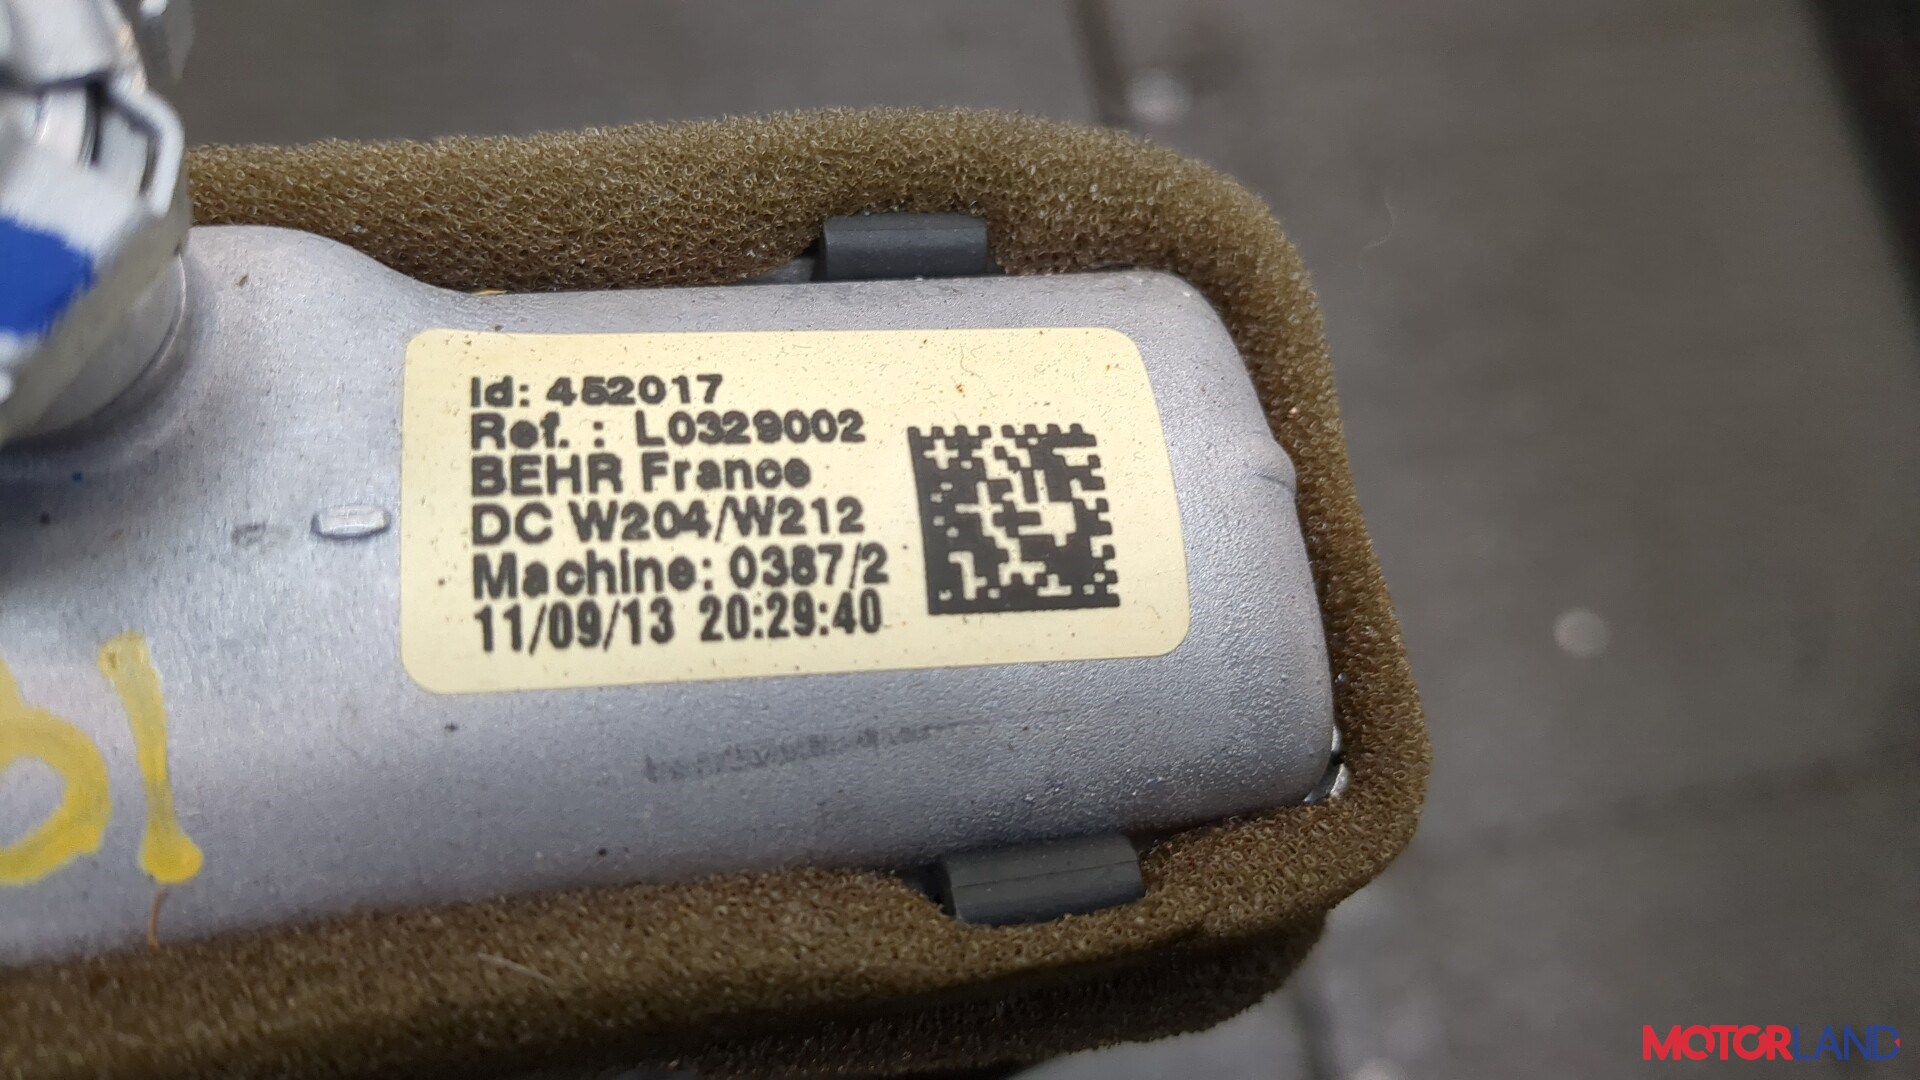 Id: 452017
Ref. : L0329002
BEHR France
DC W204/W212
Machine: 0387/2
11/09/13 20:29:40
MOTORLAND